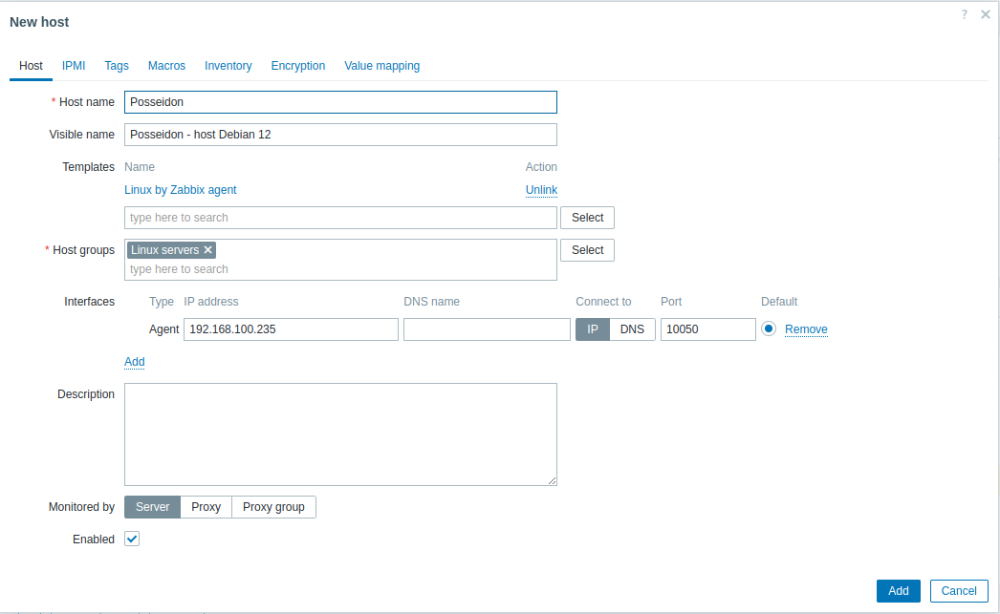 New host
? ×
Host IPMI Tags Macros Inventory Encryption Value mapping
* Host name Posseidon
Visible name Posseidon - host Debian 12
Templates Name Action
Linux by Zabbix agent Unlink
type here to search Select
* Host groups Linux servers × Select
type here to search
Interfaces Type IP address DNS name Connect to Port Default
Agent 192.168.100.235 IP DNS 10050 Remove
Add
Description
Monitored by Server Proxy Proxy group
Enabled
Add Cancel